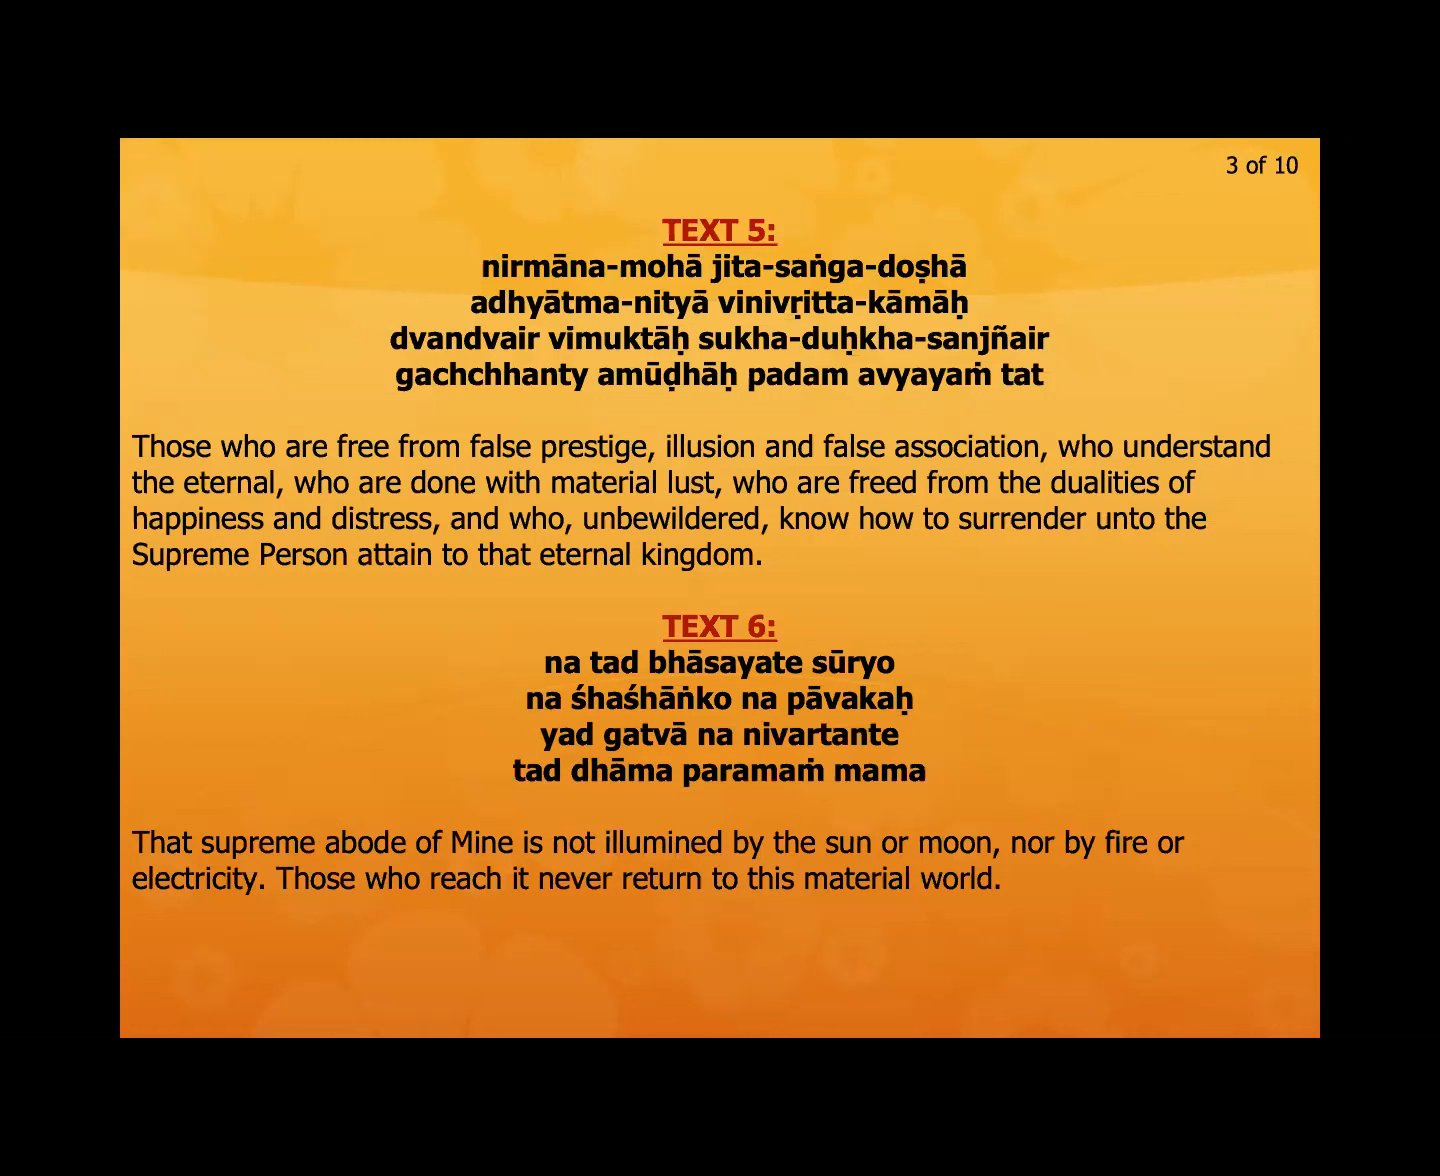 3 of 10
TEXT 5:
nirmāna-mohā jita-saṅga-doṣhā
adhyātma-nityā vinivṛitta-kāmāḥ
dvandvair vimuktāḥ sukha-duḥkha-sanjñair
gachchhanty amūḍhāḥ padam avyayaṁ tat
Those who are free from false prestige, illusion and false association, who understand
the eternal, who are done with material lust, who are freed from the dualities of
happiness and distress, and who, unbewildered, know how to surrender unto the
Supreme Person attain to that eternal kingdom.
TEXT 6:
na tad bhāsayate sūryo
na śhaśhāṅko na pāvakaḥ
yad gatvā na nivartante
tad dhāma paramaṁ mama
That supreme abode of Mine is not illumined by the sun or moon, nor by fire or
electricity. Those who reach it never return to this material world.